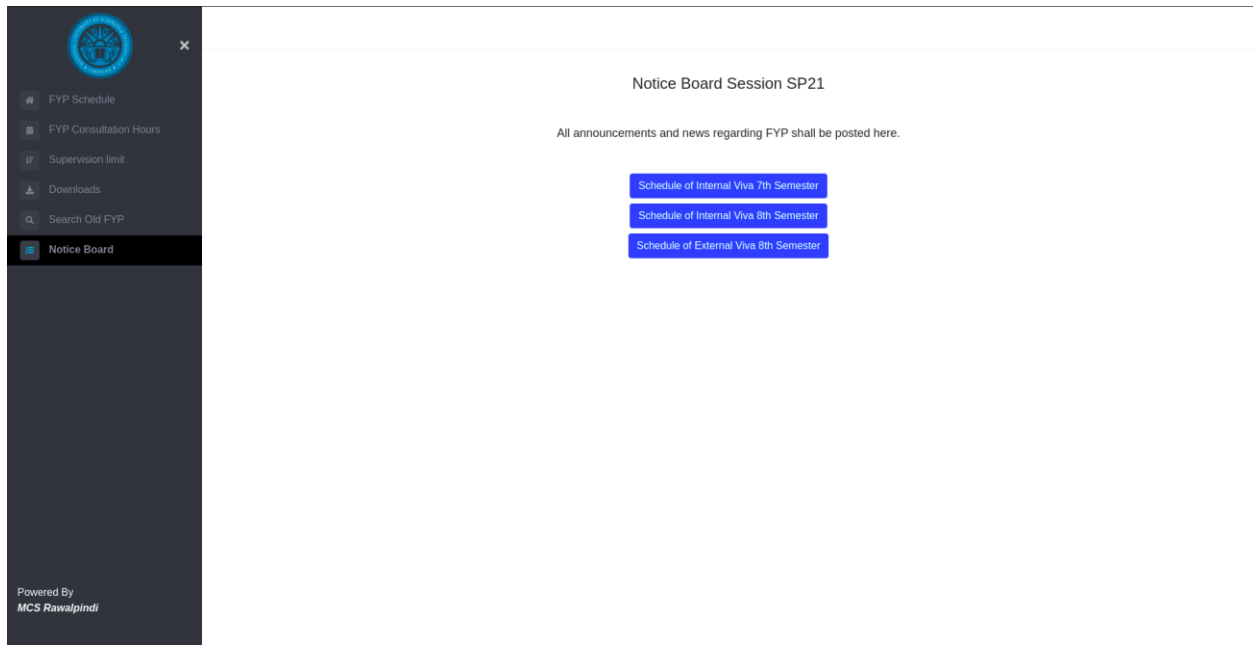 FYP Schedule
FYP Consultation Hours
Supervision limit
Downloads
Search Old FYP
Notice Board
Powered By
MCS Rawalpindi
Notice Board Session SP21
All announcements and news regarding FYP shall be posted here.
Schedule of Internal Viva 7th Semester
Schedule of Internal Viva 8th Semester
Schedule of External Viva 8th Semester